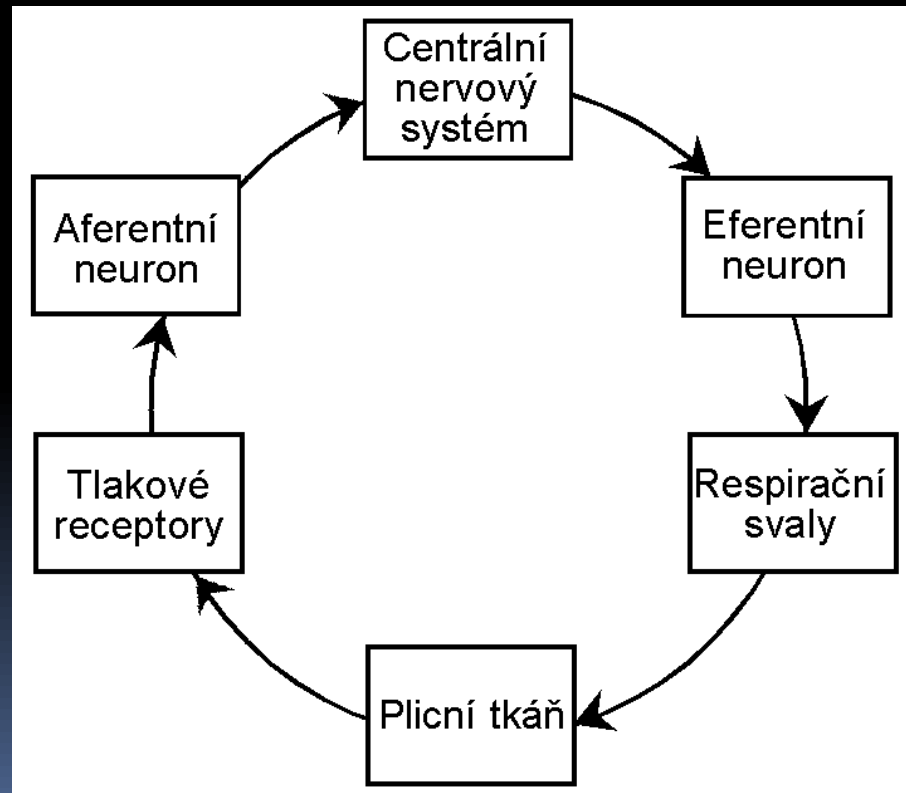 Centrální
nervový
systém
Eferentní
neuron
Respirační
svaly
Plicní tkáň
Tlakové
receptory
Aferentní
neuron